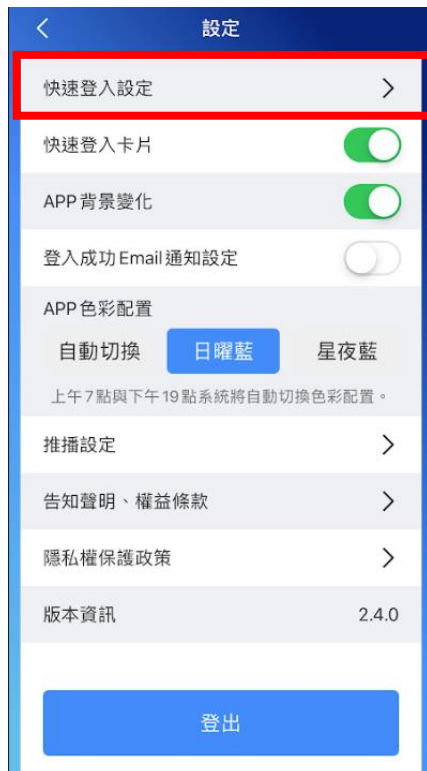 設定
快速登入設定
快速登入卡片
APP背景變化
登入成功Email通知設定
APP色彩配置
自動切換 日曜藍 星夜藍
上午7點與下午19點系統將自動切換色彩配置。
推播設定
告知聲明、權益條款
隱私權保護政策
版本資訊 2.4.0
登出